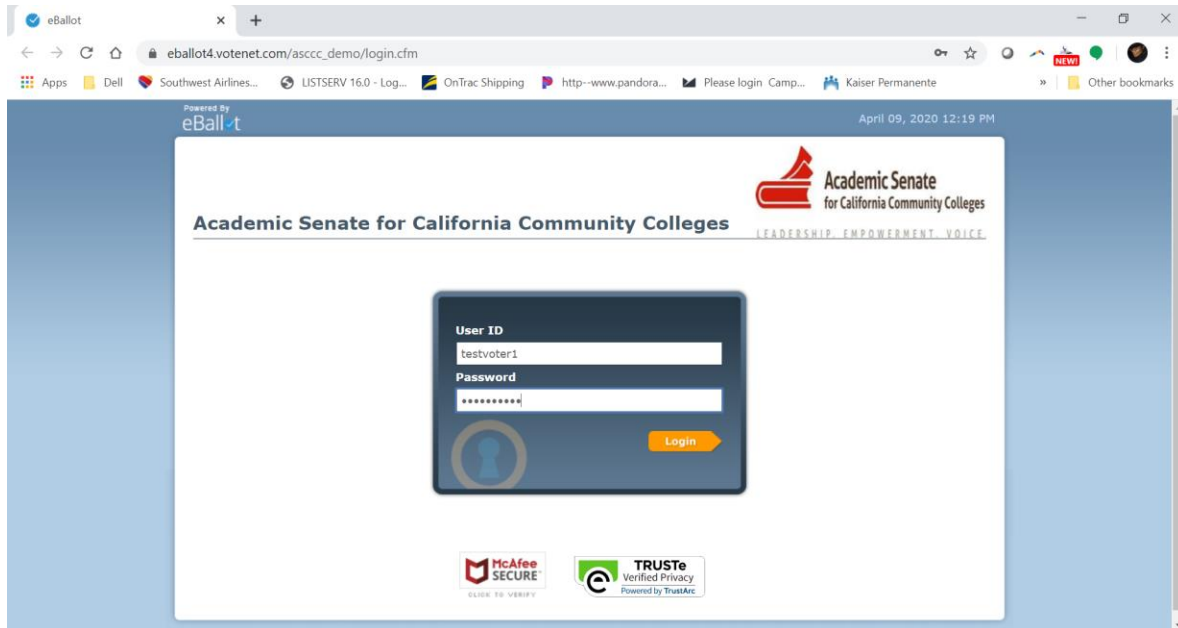 eBallot
eballot4.votenet.com/asccc_demo/login.cfm
NEW!
Apps Dell Southwest Airlines... LISTSERV 16.0 - Log... OnTrac Shipping http--www.pandora... Please login Camp... Kaiser Permanente » Other bookmarks
Powered By
eBallot
April 09, 2020 12:19 PM
Academic Senate
for California Community Colleges
LEADERSHIP. EMPOWERMENT. VOICE.
Academic Senate for California Community Colleges
User ID
testvoter1
Password
••••••••••
Login
McAfee
SECURE™
CLICK TO VERIFY
TRUSTe
Verified Privacy
Powered by TrustArc